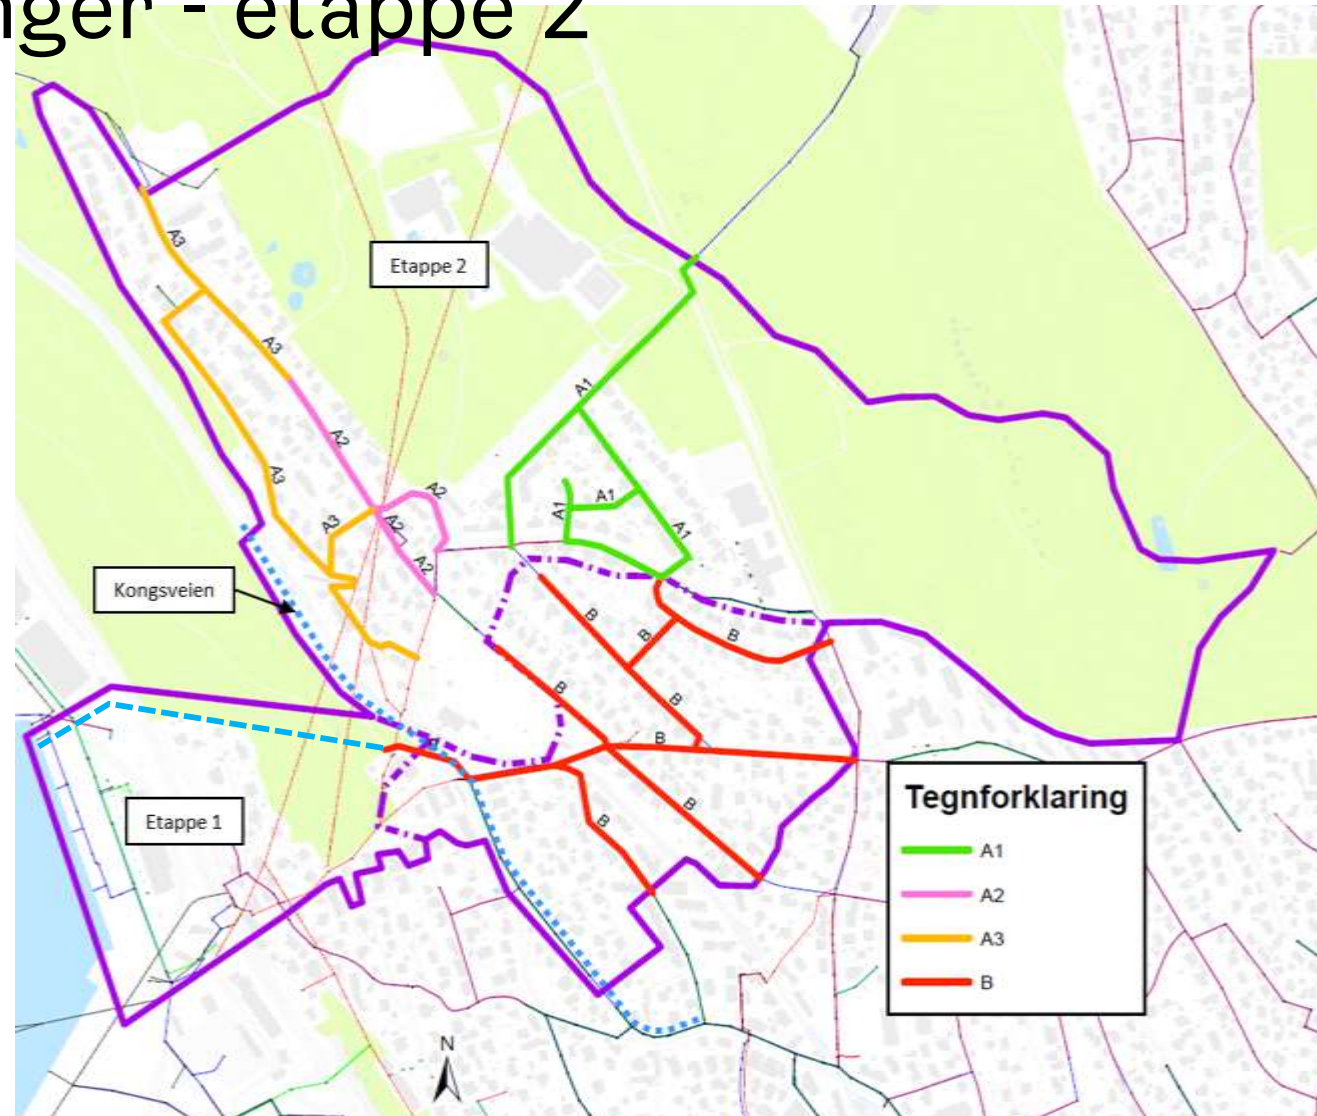 nger - etappe 2
A3
Etappe 2
A3
A1
A2
A3
A2
A1
A3
A2
A1
A1
A2
Kongsveien
B
B
B
B
B
B
Etappe 1
B
B
Tegnforklaring
A1
A2
A3
B
N